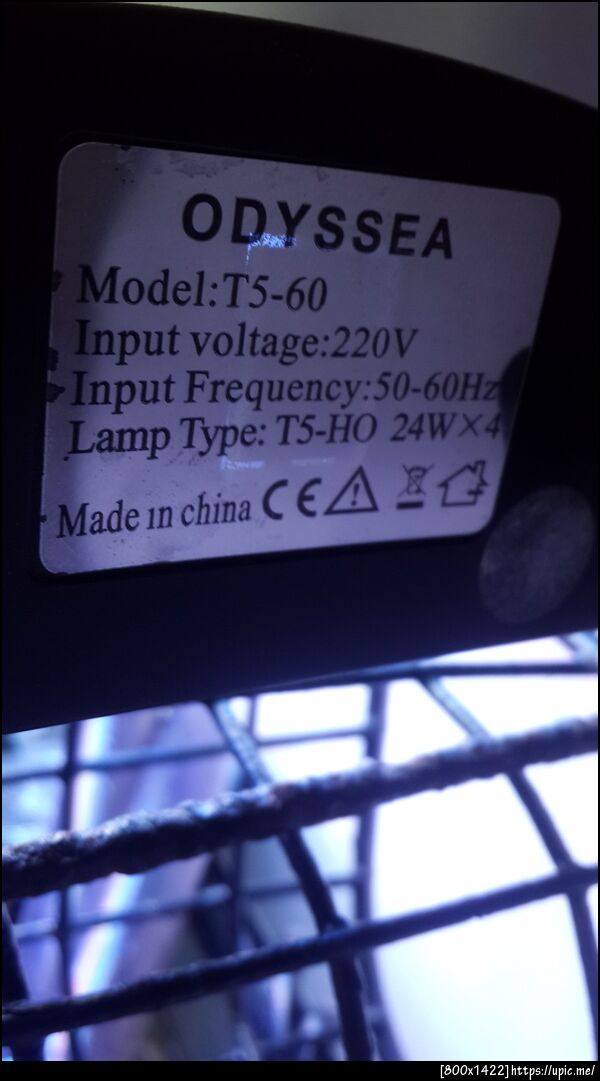 ODYSSEA
Model:T5-60
Input voltage:220V
Input Frequency:50-60Hz
Lamp Type: T5-HO 24W×4
Made in china CE
[800x1422]https://upic.me/